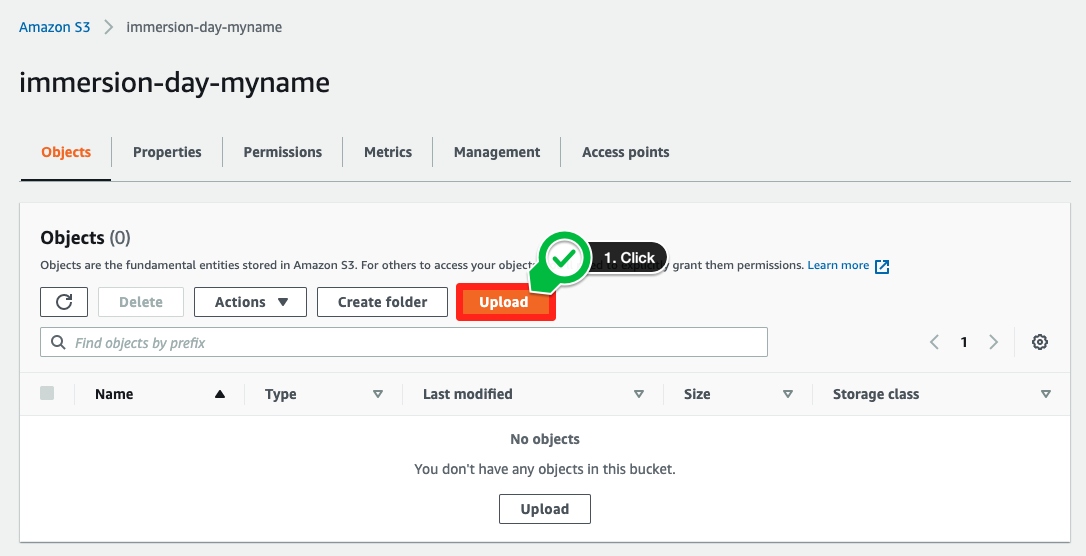 Amazon S3 > immersion-day-myname
immersion-day-myname
Objects Properties Permissions Metrics Management Access points
Objects (0)
1. Click
Objects are the fundamental entities stored in Amazon S3. For others to access your explicitly grant them permissions. Learn more
Delete Actions Create folder Upload
Find objects by prefix 1
Name Type Last modified Size Storage class
No objects
You don't have any objects in this bucket.
Upload